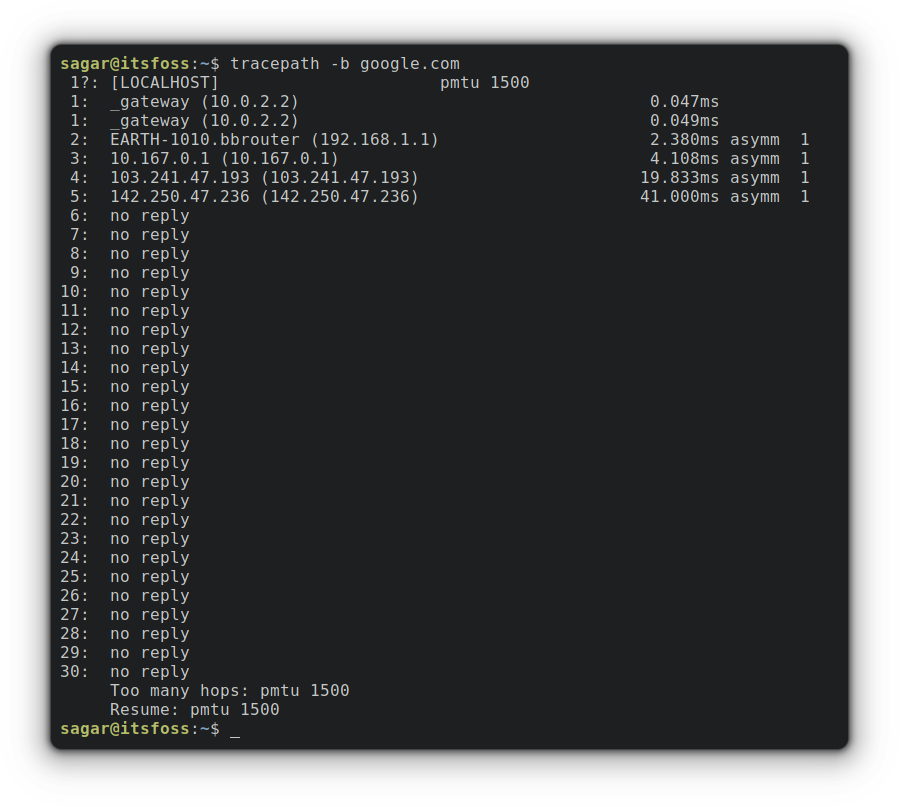 sagar@itsfoss:~$ tracepath -b google.com
 1?: [LOCALHOST]                      pmtu 1500
 1:  _gateway (10.0.2.2)                                   0.047ms
 1:  _gateway (10.0.2.2)                                   0.049ms
 2:  EARTH-1010.bbrouter (192.168.1.1)                     2.380ms asymm  1
 3:  10.167.0.1 (10.167.0.1)                               4.108ms asymm  1
 4:  103.241.47.193 (103.241.47.193)                      19.833ms asymm  1
 5:  142.250.47.236 (142.250.47.236)                      41.000ms asymm  1
 6:  no reply
 7:  no reply
 8:  no reply
 9:  no reply
10:  no reply
11:  no reply
12:  no reply
13:  no reply
14:  no reply
15:  no reply
16:  no reply
17:  no reply
18:  no reply
19:  no reply
20:  no reply
21:  no reply
22:  no reply
23:  no reply
24:  no reply
25:  no reply
26:  no reply
27:  no reply
28:  no reply
29:  no reply
30:  no reply
     Too many hops: pmtu 1500
     Resume: pmtu 1500
sagar@itsfoss:~$ _